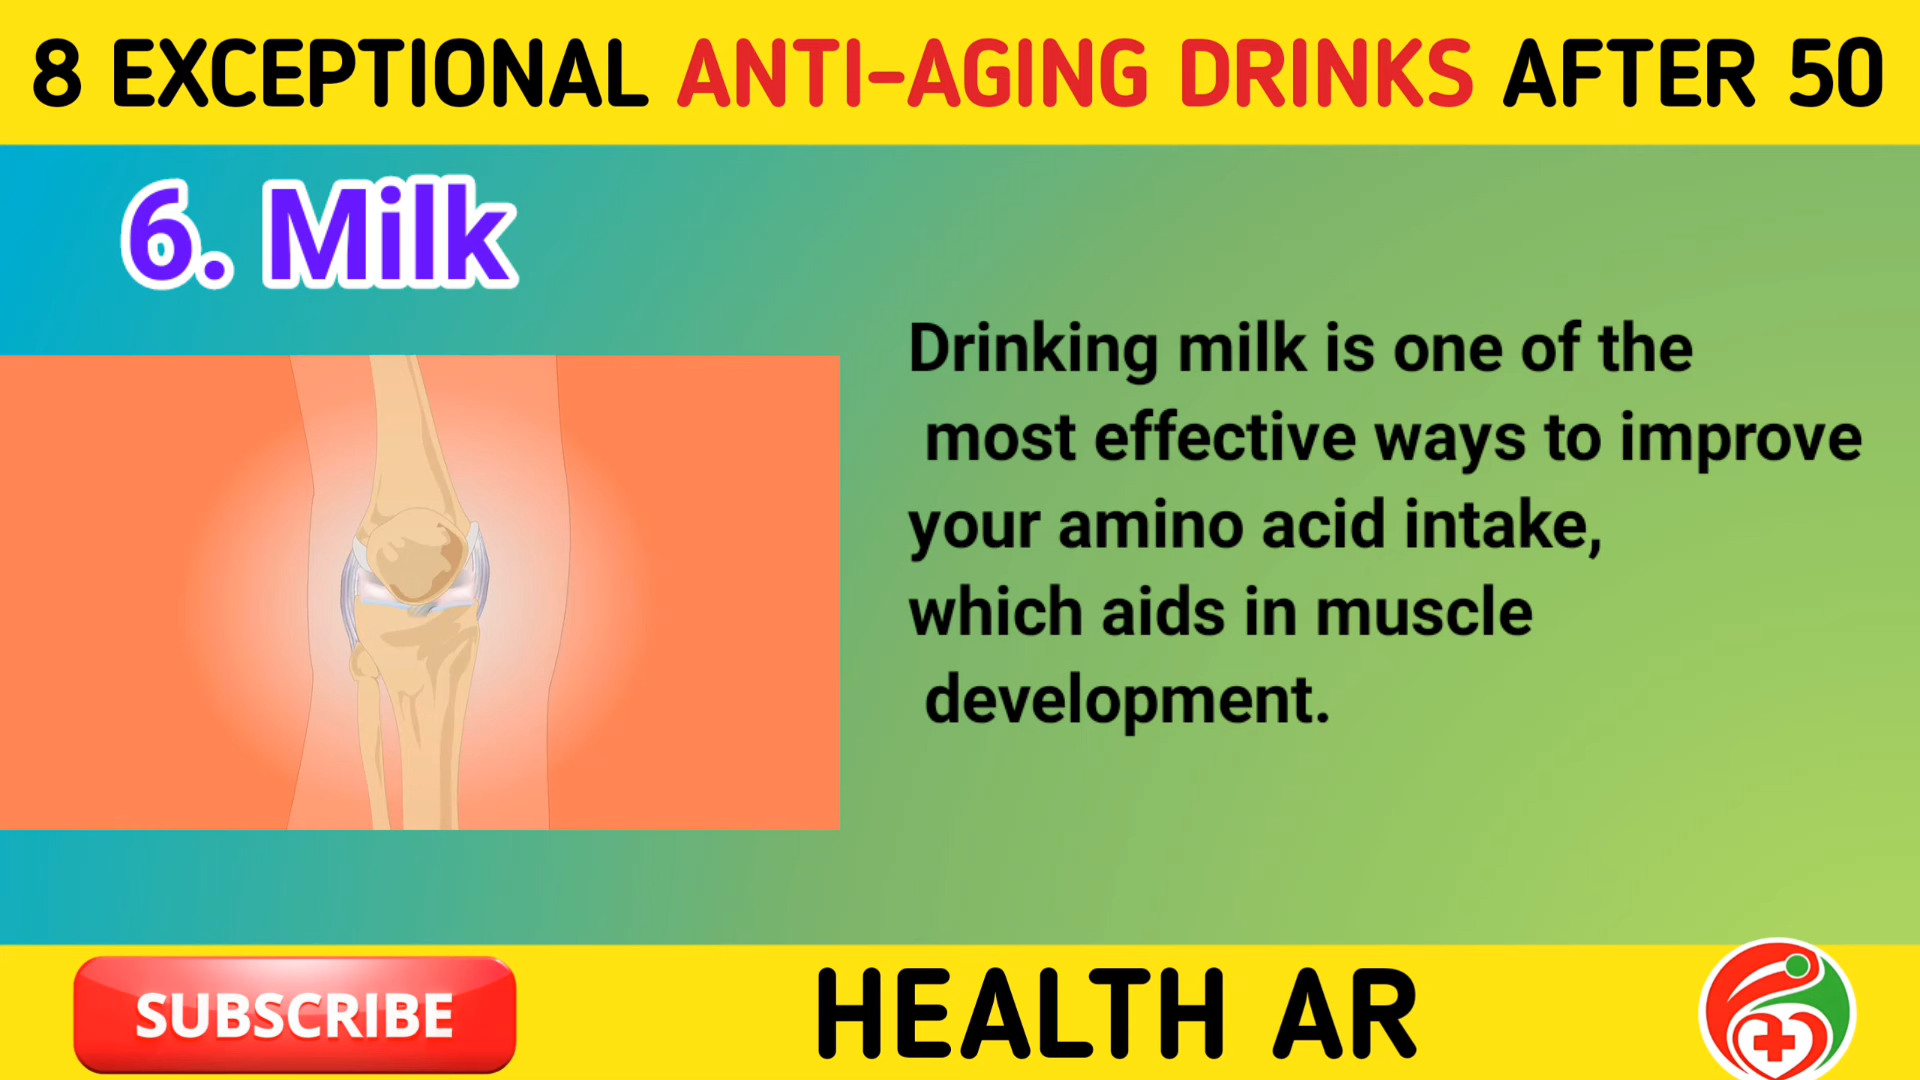 8 EXCEPTIONAL ANTI-AGING DRINKS AFTER 50
6. Milk
Drinking milk is one of the
most effective ways to improve
your amino acid intake,
which aids in muscle
development.
SUBSCRIBE
HEALTH AR